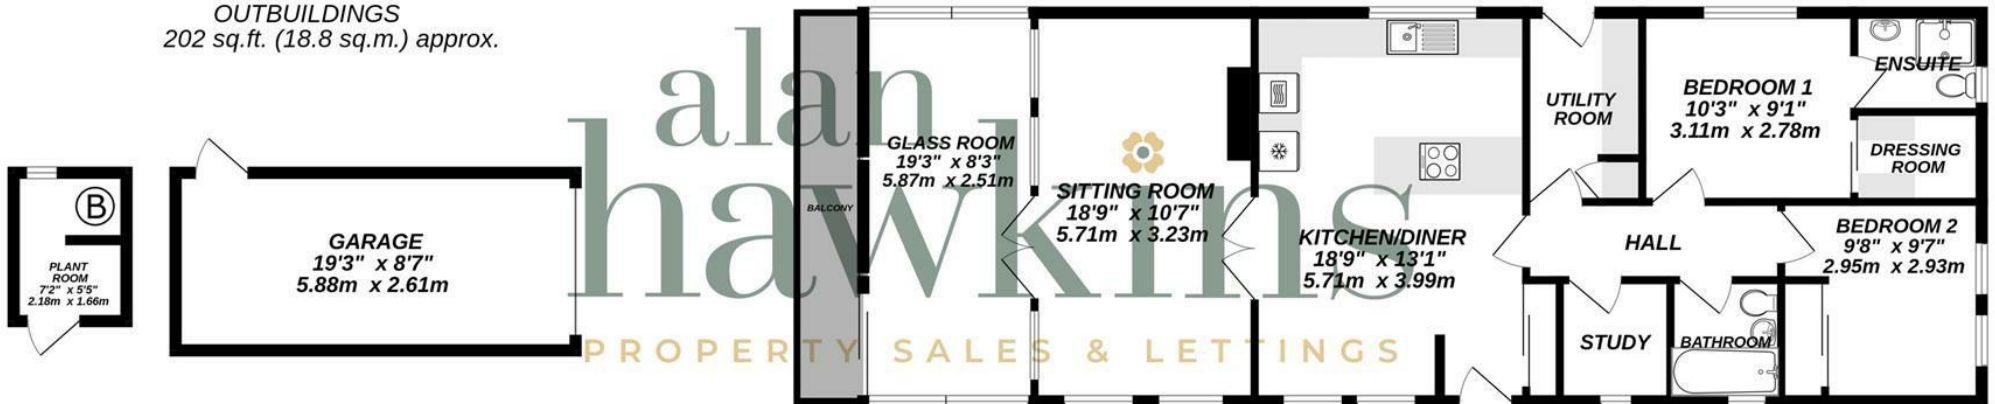 OUTBUILDINGS
202 sq.ft. (18.8 sq.m.) approx.
B
PLANT
ROOM
7'2" x 5'5"
2.18m x 1.66m
GARAGE
19'3" x 8'7"
5.88m x 2.61m
alan
hawkins
PROPERTY SALES & LETTINGS
BALCONY
GLASS ROOM
19'3" x 8'3"
5.87m x 2.51m
SITTING ROOM
18'9" x 10'7"
5.71m x 3.23m
KITCHEN/DINER
18'9" x 13'1"
5.71m x 3.99m
UTILITY
ROOM
BEDROOM 1
10'3" x 9'1"
3.11m x 2.78m
ENSUITE
DRESSING
ROOM
HALL
BEDROOM 2
9'8" x 9'7"
2.95m x 2.93m
STUDY
BATHROOM